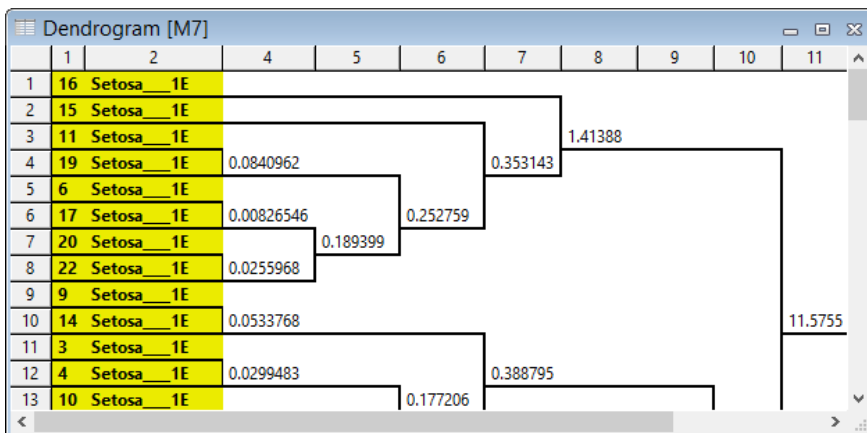 Dendrogram [M7]
1 2 4 5 6 7 8 9 10 11
1 16 Setosa___1E
2 15 Setosa___1E
3 11 Setosa___1E 1.41388
4 19 Setosa___1E 0.0840962 0.353143
5 6 Setosa___1E
6 17 Setosa___1E 0.00826546 0.252759
7 20 Setosa___1E 0.189399
8 22 Setosa___1E 0.0255968
9 9 Setosa___1E
10 14 Setosa___1E 0.0533768 11.5755
11 3 Setosa___1E
12 4 Setosa___1E 0.0299483 0.388795
13 10 Setosa___1E 0.177206